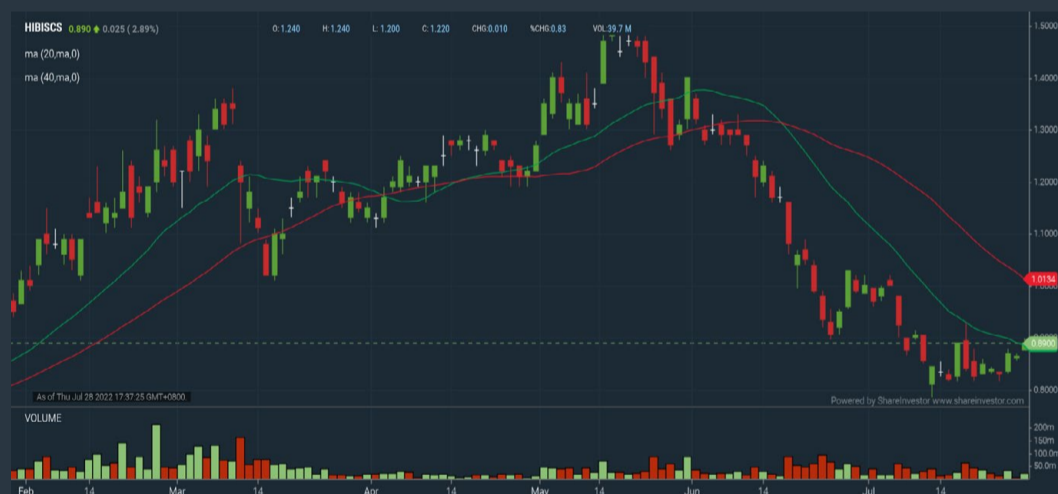 HIBISCS 0.890 0.025 ( 2.89%) O: 1.240 H: 1.240 L: 1.200 C: 1.220 CHG:0.010 %CHG:0.83 VOL:39.7 M
ma (20,ma,0)
ma (40,ma,0)
1.5000
1.4000
1.3000
1.2000
1.1000
1.0134
0.8900
0.8000
As of Thu Jul 28 2022 17:37:25 GMT+0800
Powered by ShareInvestor www.shareinvestor.com
VOLUME
200m
150m
100.0m
50.0m
Feb 14 Mar 14 Apr 14 May 14 Jun 14 Jul 14